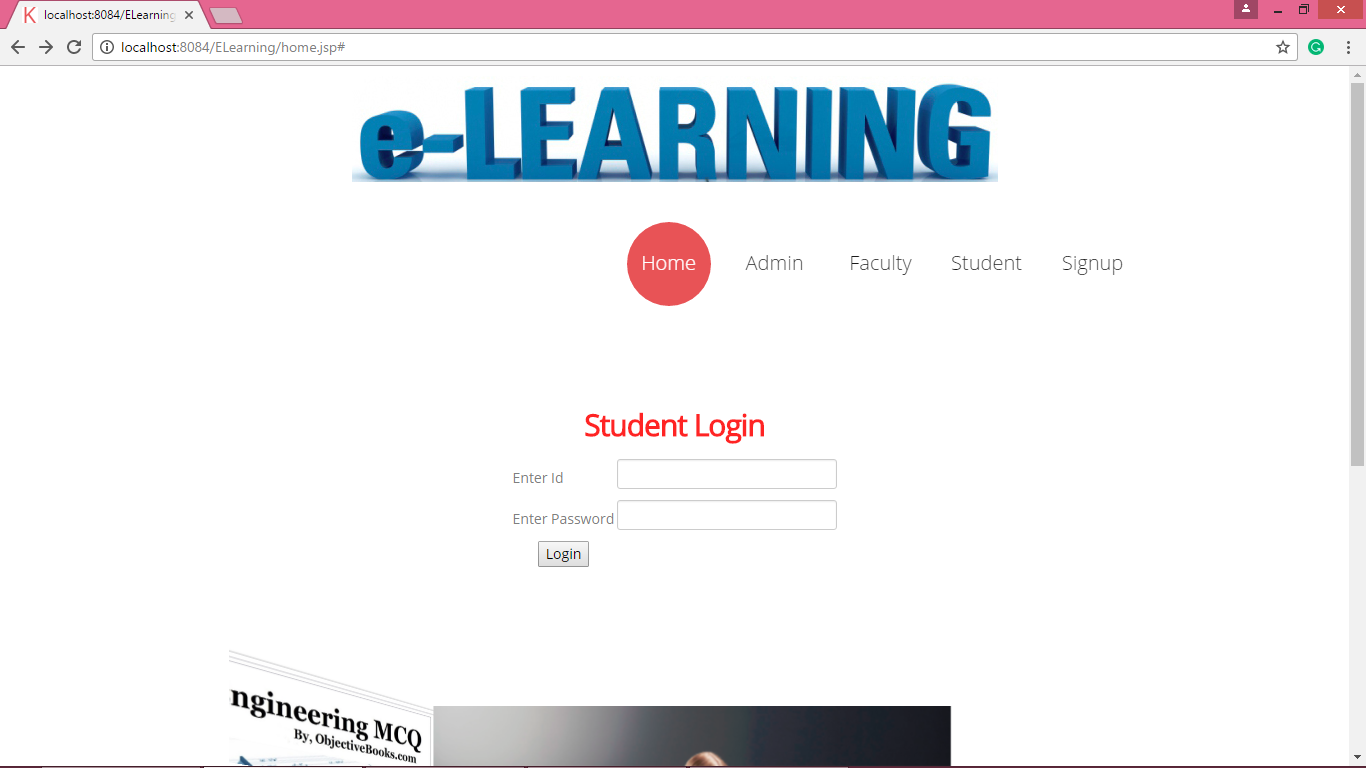 K localhost:8084/ELearning
localhost:8084/ELearning/home.jsp#
e-LEARNING
Home Admin Faculty Student Signup
Student Login
Enter Id
Enter Password
Login
ngineering MCQ
By, ObjectiveBooks.com